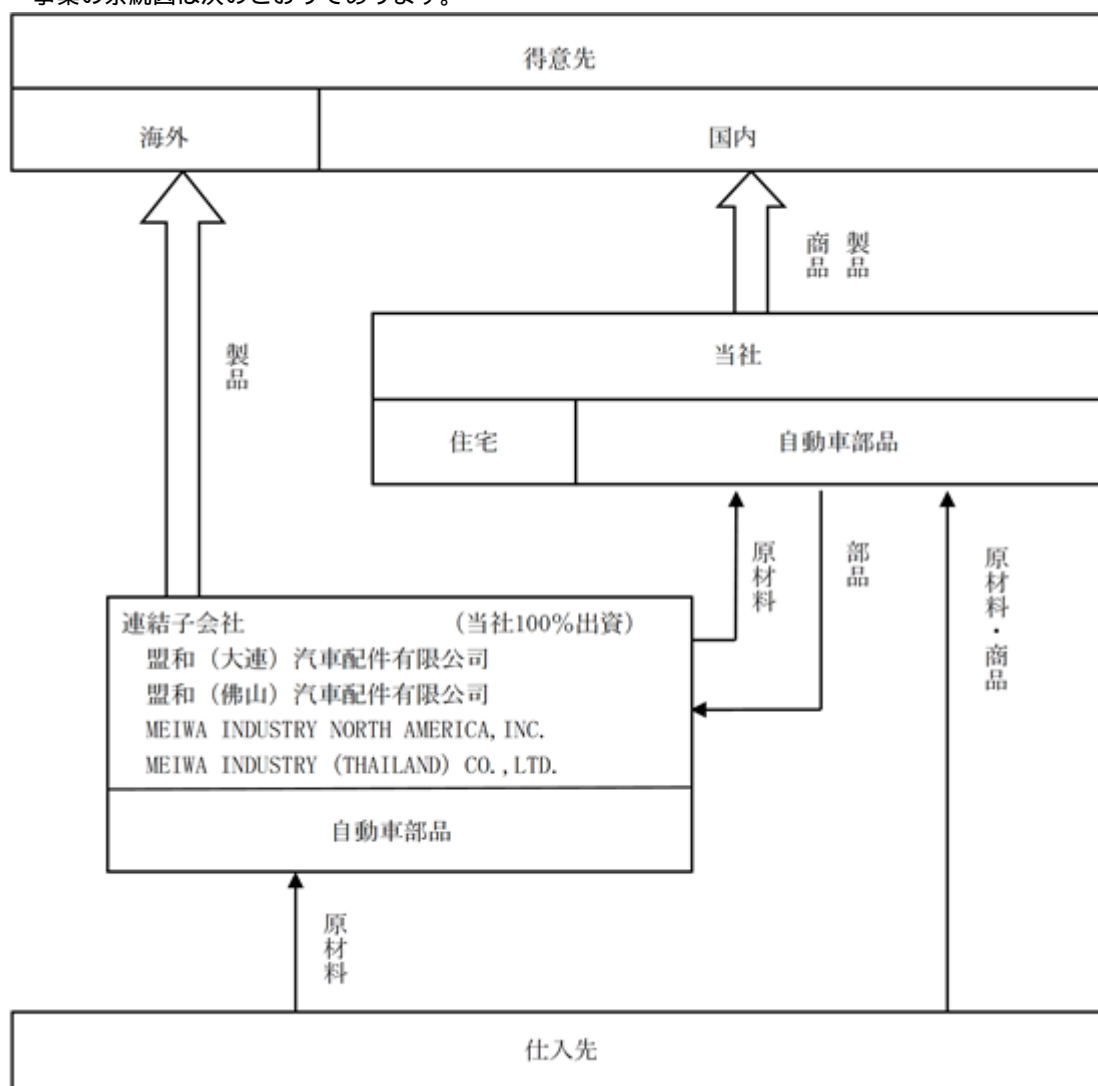 事業の系統図は次のとおりであります。
得意先
海外
国内
製品
商品
製品
当社
住宅
自動車部品
原材料
部品
原材料・商品
連結子会社 (当社100%出資)
盟和（大連）汽車配件有限公司
盟和（佛山）汽車配件有限公司
MEIWA INDUSTRY NORTH AMERICA,INC.
MEIWA INDUSTRY (THAILAND) CO.,LTD.
自動車部品
原材料
仕入先